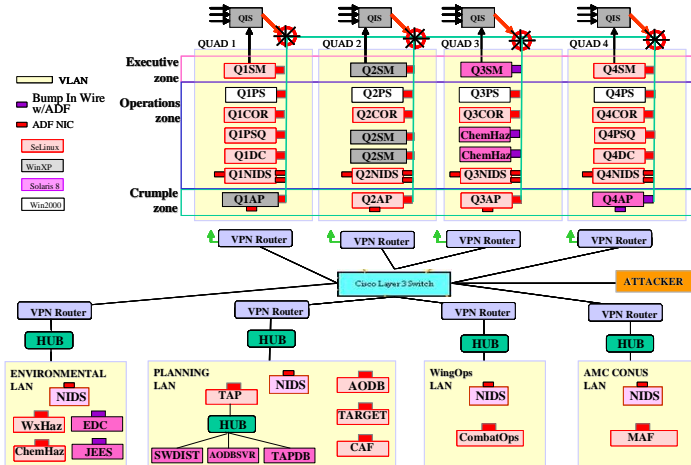 QIS QIS QIS QIS
QUAD 1 QUAD 2 QUAD 3 QUAD 4
Executive
zone
Q1SM Q2SM Q3SM Q4SM
VLAN
Bump In Wire
w/ADF
ADF NIC
SeLinux
WinXP
Solaris 8
Win2000
Operations
zone
Q1PS Q2PS Q3PS Q4PS
Q1COR Q2COR Q3COR Q4COR
Q1PSQ Q2SM ChemHaz Q4PSQ
Q1DC Q2SM ChemHaz Q4DC
Q1NIDS Q2NIDS Q3NIDS Q4NIDS
Crumple
zone
Q1AP Q2AP Q3AP Q4AP
VPN Router VPN Router VPN Router VPN Router
Cisco Layer 3 Switch
ATTACKER
VPN Router VPN Router VPN Router VPN Router
HUB HUB HUB HUB
ENVIRONMENTAL
LAN
NIDS
WxHaz EDC
ChemHaz JEES
PLANNING
LAN
NIDS
TAP
HUB
SWDIST AODBSVR TAPDB
AODB
TARGET
CAF
WingOps
LAN
NIDS
CombatOps
AMC CONUS
LAN
NIDS
MAF